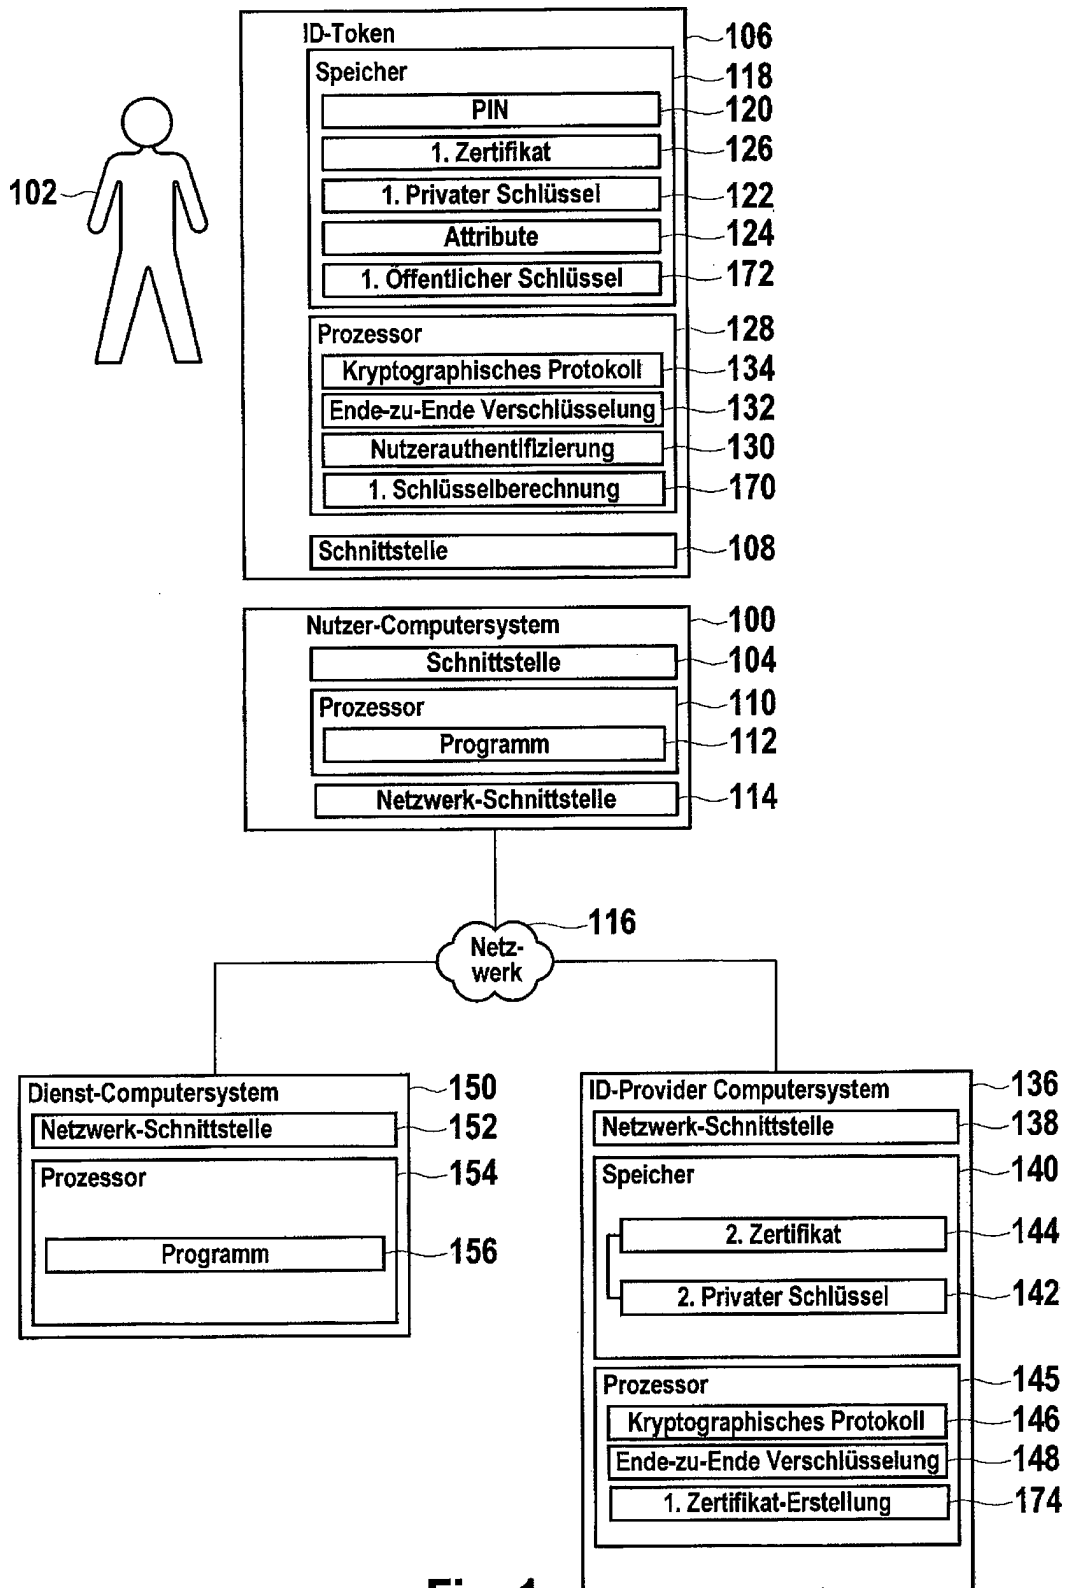 ID-Token
106
Speicher
118
PIN
120
1. Zertifikat
126
102
1. Privater Schlüssel
122
Attribute
124
1. Öffentlicher Schlüssel
172
Prozessor
128
Kryptographisches Protokoll
134
Ende-zu-Ende Verschlüsselung
132
Nutzerauthentifizierung
130
1. Schlüsselberechnung
170
Schnittstelle
108
Nutzer-Computersystem
100
Schnittstelle
104
Prozessor
110
Programm
112
Netzwerk-Schnittstelle
114
116
Netz-
werk
Dienst-Computersystem
150
Netzwerk-Schnittstelle
152
Prozessor
154
Programm
156
ID-Provider Computersystem
136
Netzwerk-Schnittstelle
138
Speicher
140
2. Zertifikat
144
2. Privater Schlüssel
142
Prozessor
145
Kryptographisches Protokoll
146
Ende-zu-Ende Verschlüsselung
148
1. Zertifikat-Erstellung
174
Fig. 1